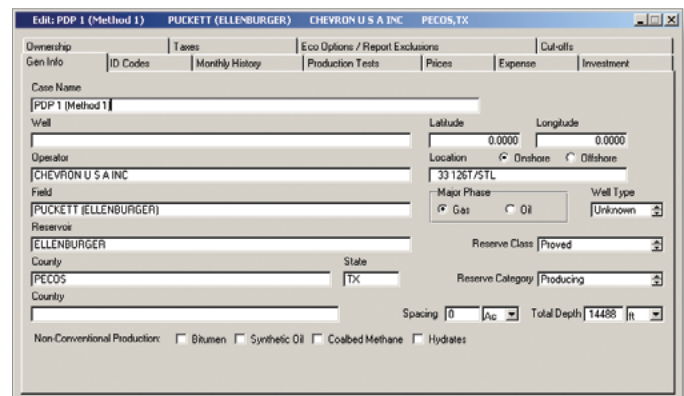 Edit: PDP 1 (Method 1) PUCKETT (ELLENBURGER) CHEVRON U S A INC PECOS,TX
Ownership Taxes Eco Options / Report Exclusions Cut-offs
Gen Info ID Codes Monthly History Production Tests Prices Expense Investment
Case Name
PDP 1 (Method 1)
Well Latitude Longitude
0.0000 0.0000
Operator Location Onshore Offshore
CHEVRON U S A INC 33 126T/STL
Field Major Phase Well Type
PUCKETT (ELLENBURGER) Gas Oil Unknown
Reservoir
ELLENBURGER Reserve Class Proved
County State
PECOS TX Reserve Category Producing
Country
Spacing 0 Ac Total Depth 14488 ft
Non-Conventional Production: Bitumen Synthetic Oil Coalbed Methane Hydrates